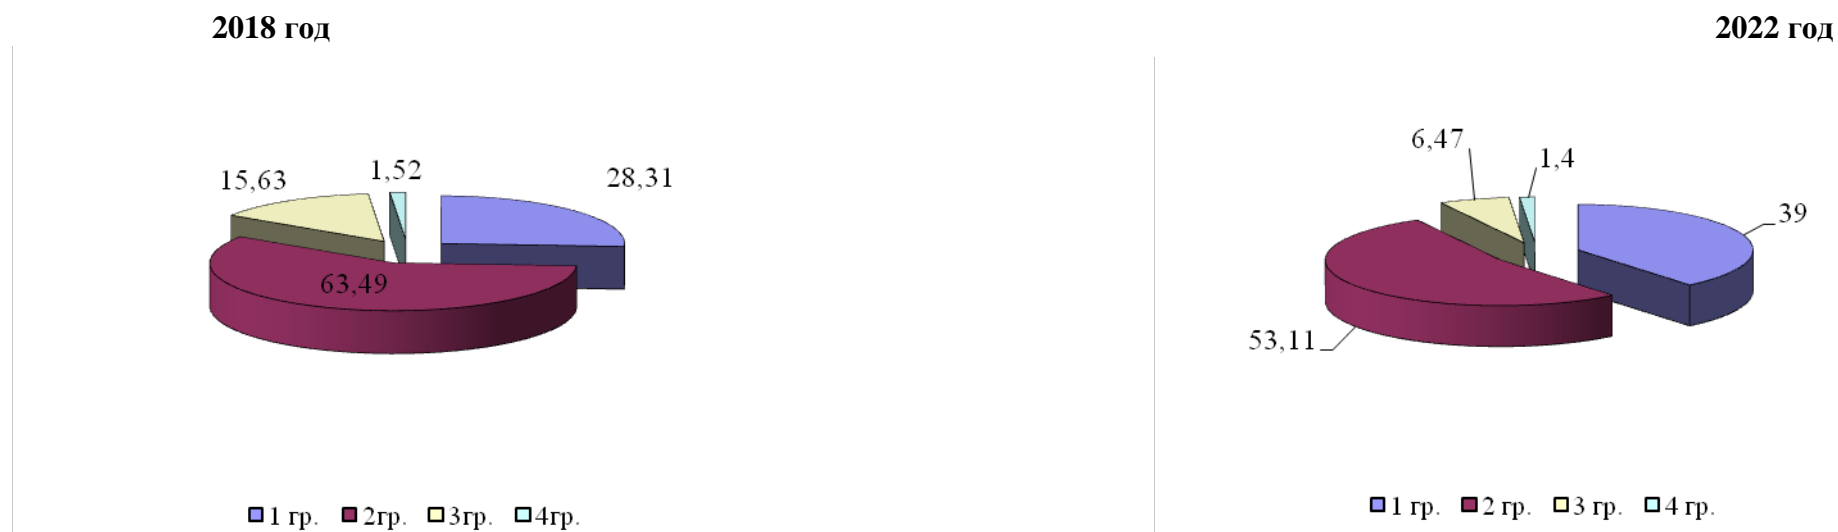 2018 год
2022 год
15,63
1,52
28,31
63,49
1 гр. 2гр. 3гр. 4гр.
6,47
1,4
39
53,11
1 гр. 2 гр. 3 гр. 4 гр.